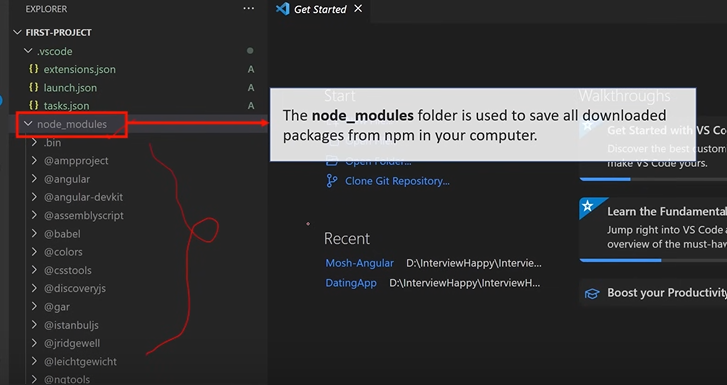 EXPLORER
...
FIRST-PROJECT
.vscode
{} extensions.json A
{} launch.json A
{} tasks.json A
node_modules
.bin
@ampproject
@angular
@angular-devkit
@assemblyscript
@babel
@colors
@csstools
@discoveryjs
@gar
@istanbuljs
@jridgewell
@leichtgewicht
@ngtools
Get Started
Start
Walkthroughs
The node_modules folder is used to save all downloaded
packages from npm in your computer.
Open Folder...
Clone Git Repository...
Get Started with VS Co
Discover the best custom
make VS Code yours.
Recent
Mosh-Angular D:\InterviewHappy\Intervie...
DatingApp D:\InterviewHappy\InterviewH...
Learn the Fundamental
Jump right into VS Code a
overview of the must-hav
Boost your Productivity